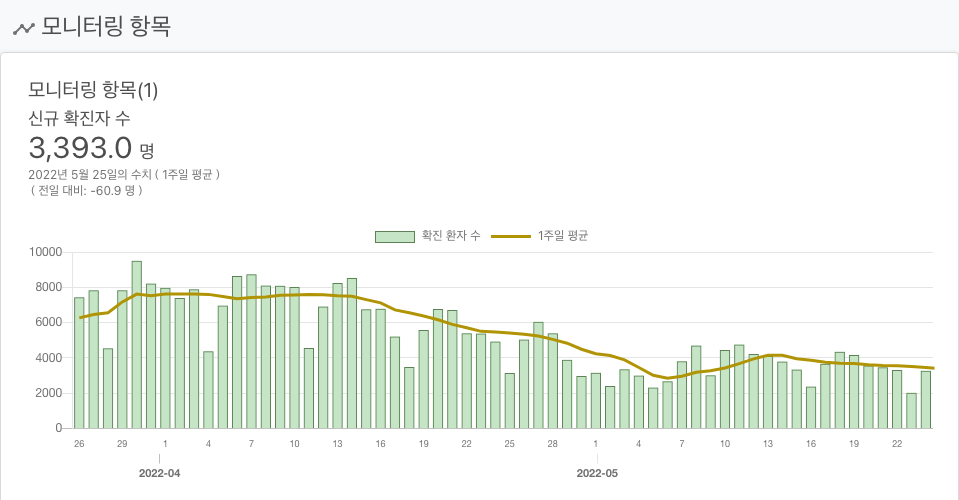 모니터링 항목
모니터링 항목(1)
신규 확진자 수
3,393.0 명
2022년 5월 25일의 수치 ( 1주일 평균 )
( 전일 대비: -60.9 명 )
확진 환자 수 1주일 평균
10000
8000
6000
4000
2000
0
26 29 1 4 7 10 13 16 19 22 25 28 1 4 7 10 13 16 19 22
2022-04 2022-05